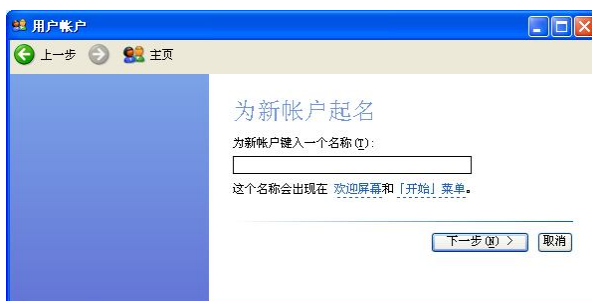 用户帐户
上一步 主页
为新帐户起名
为新帐户键入一个名称(T):
这个名称会出现在 欢迎屏幕和「开始」菜单。
下一步(N) > 取消